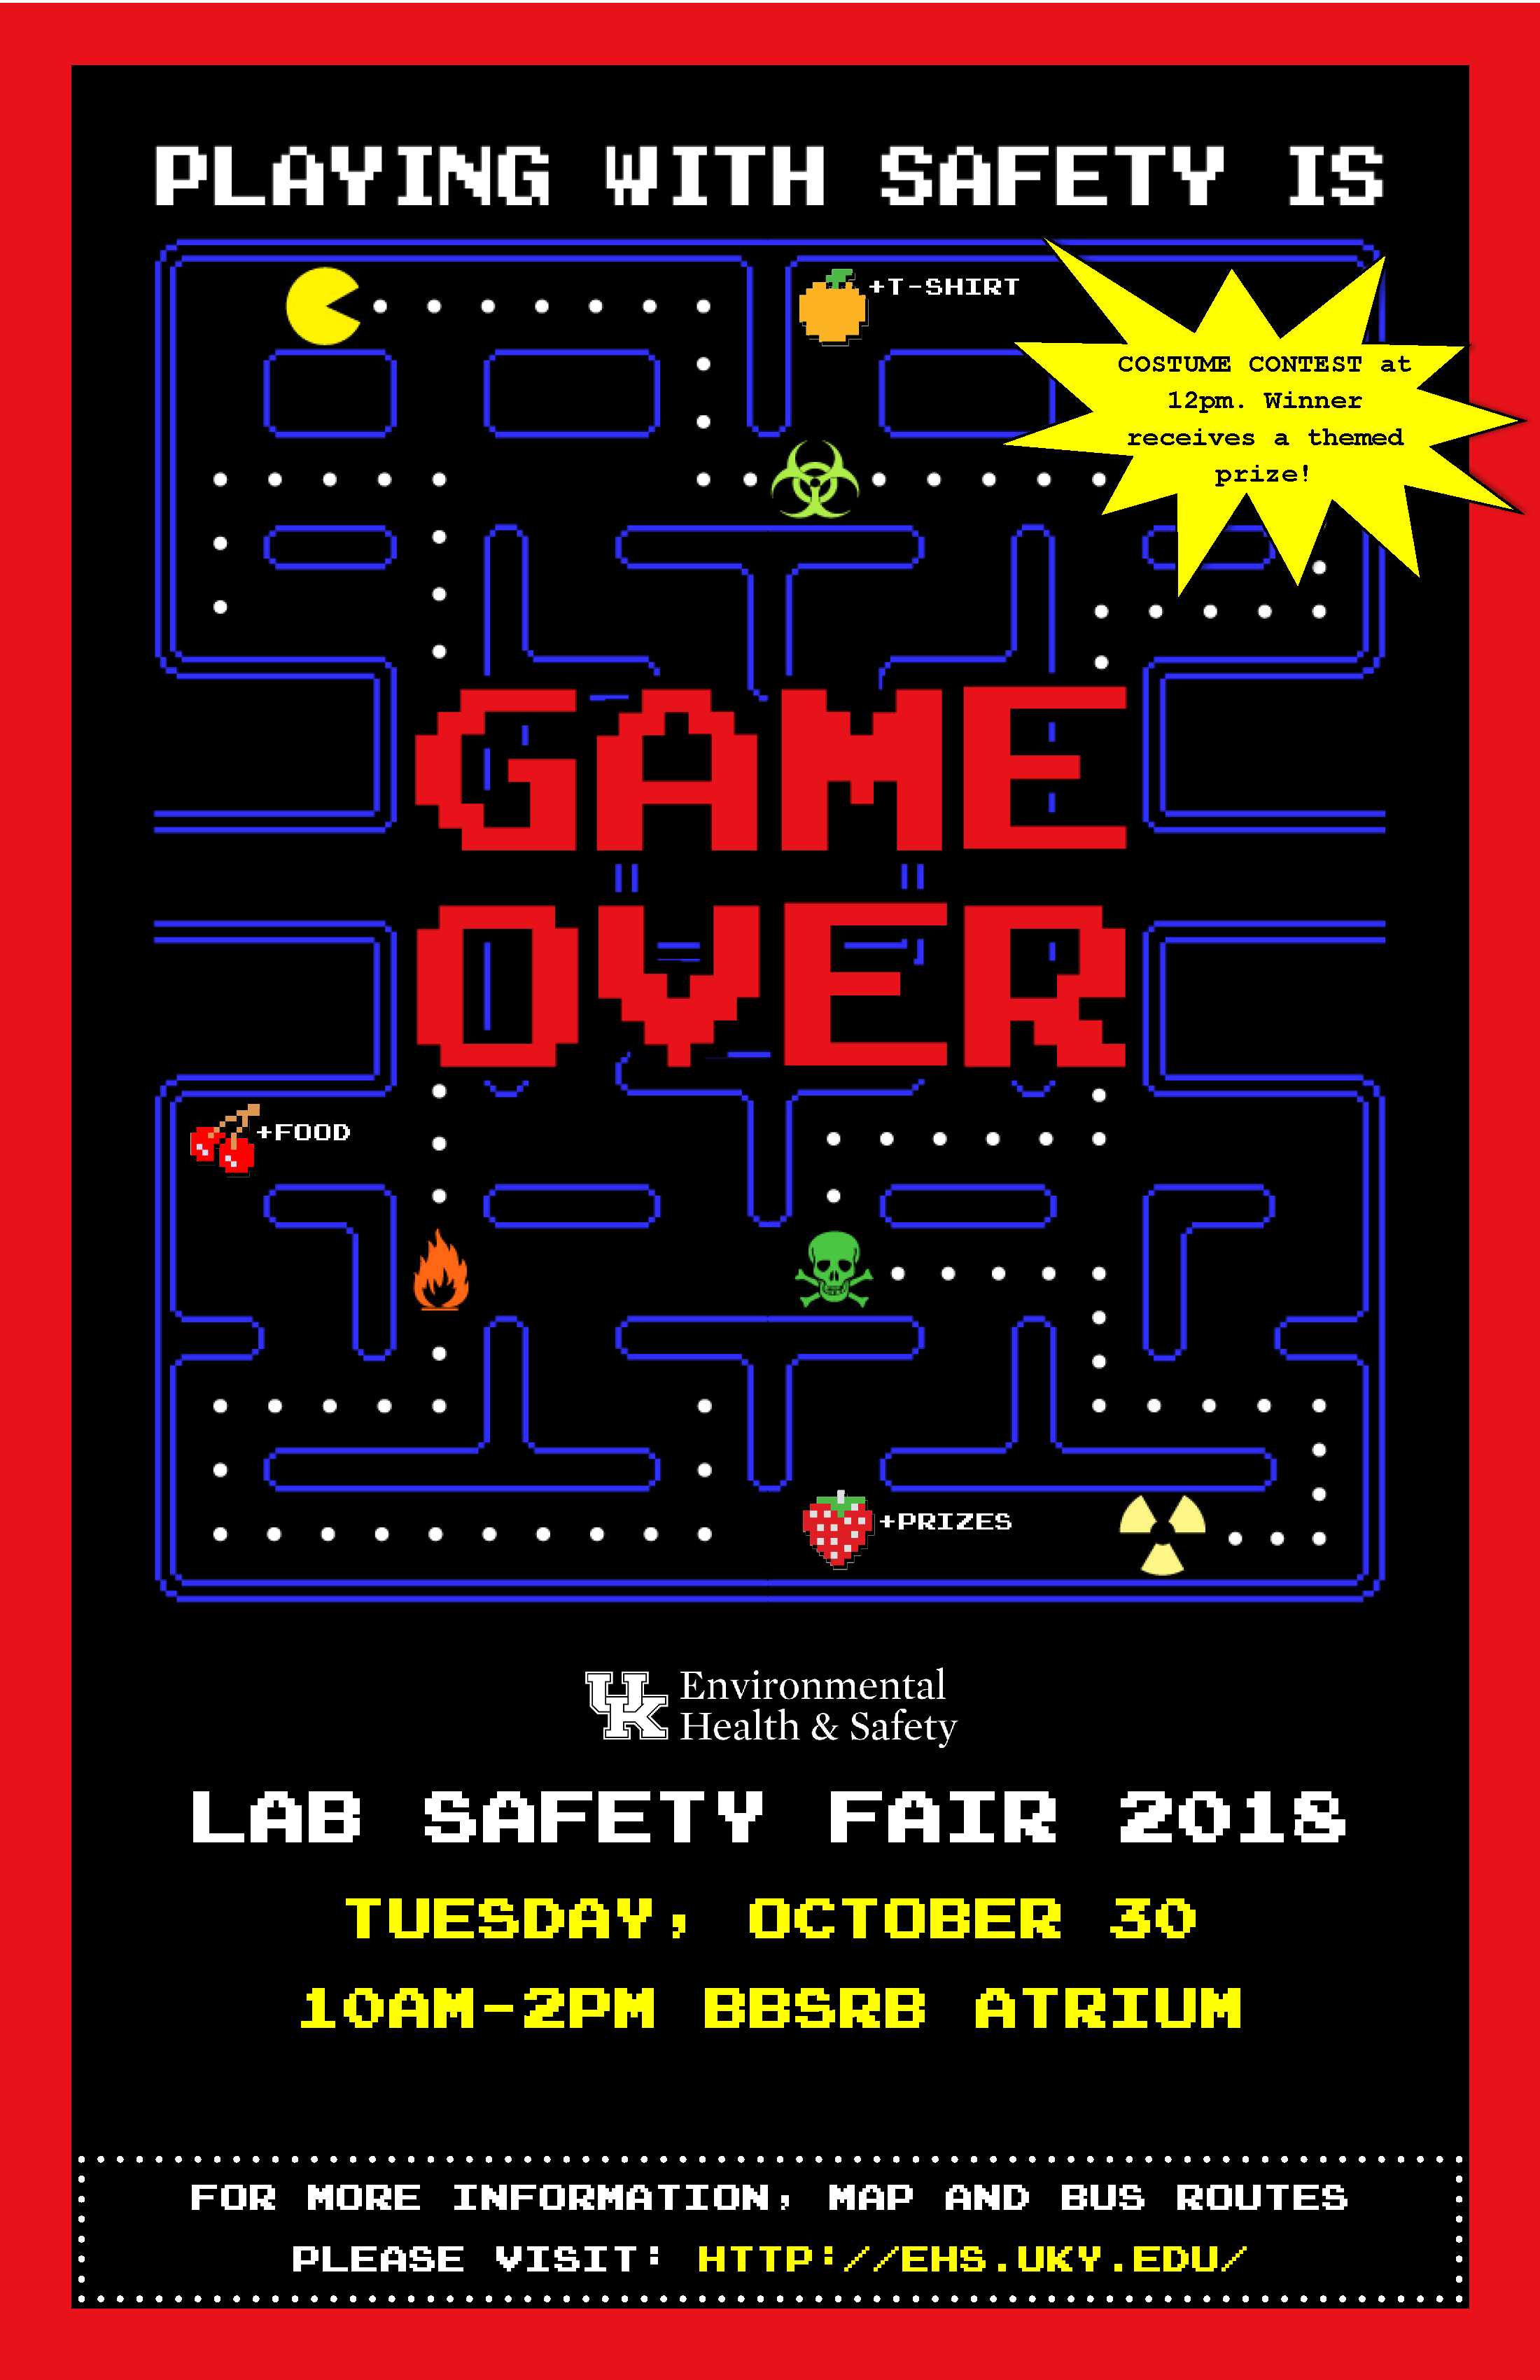 PLAYING WITH SAFETY IS
+T-SHIRT
COSTUME CONTEST at
12pm. Winner
receives a themed
prize!
GAME
OVER
+FOOD
+PRIZES
UK
Environmental
Health & Safety
LAB SAFETY FAIR 2018
TUESDAY, OCTOBER 30
10AM-2PM BBSRB ATRIUM
FOR MORE INFORMATION, MAP AND BUS ROUTES
PLEASE VISIT: HTTP://EHS.UKY.EDU/